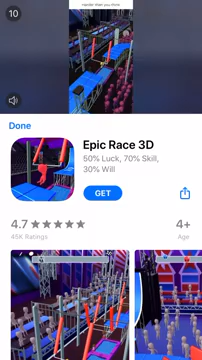 10
Done
Epic Race 3D
50% Luck, 70% Skill,
30% Will
GET
4.7
4+
45K Ratings
Age